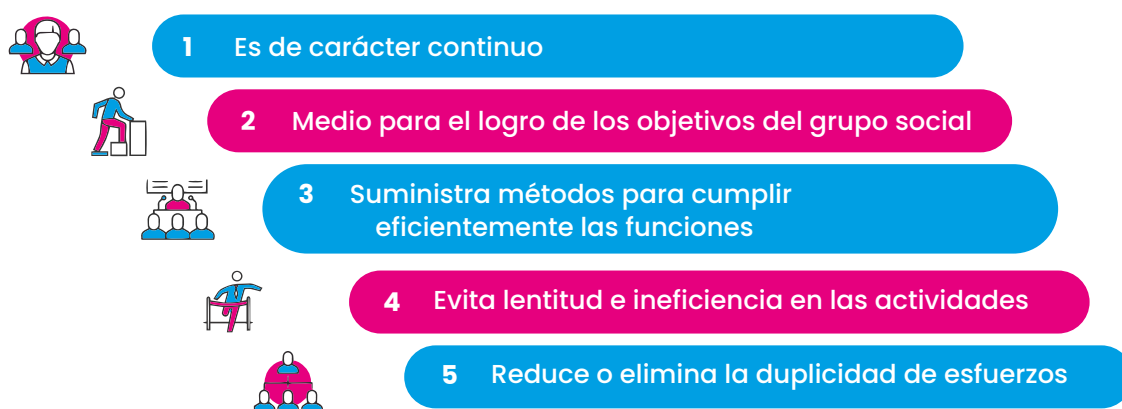 1 Es de carácter continuo
2 Medio para el logro de los objetivos del grupo social
3 Suministra métodos para cumplir
eficientemente las funciones
4 Evita lentitud e ineficiencia en las actividades
5 Reduce o elimina la duplicidad de esfuerzos